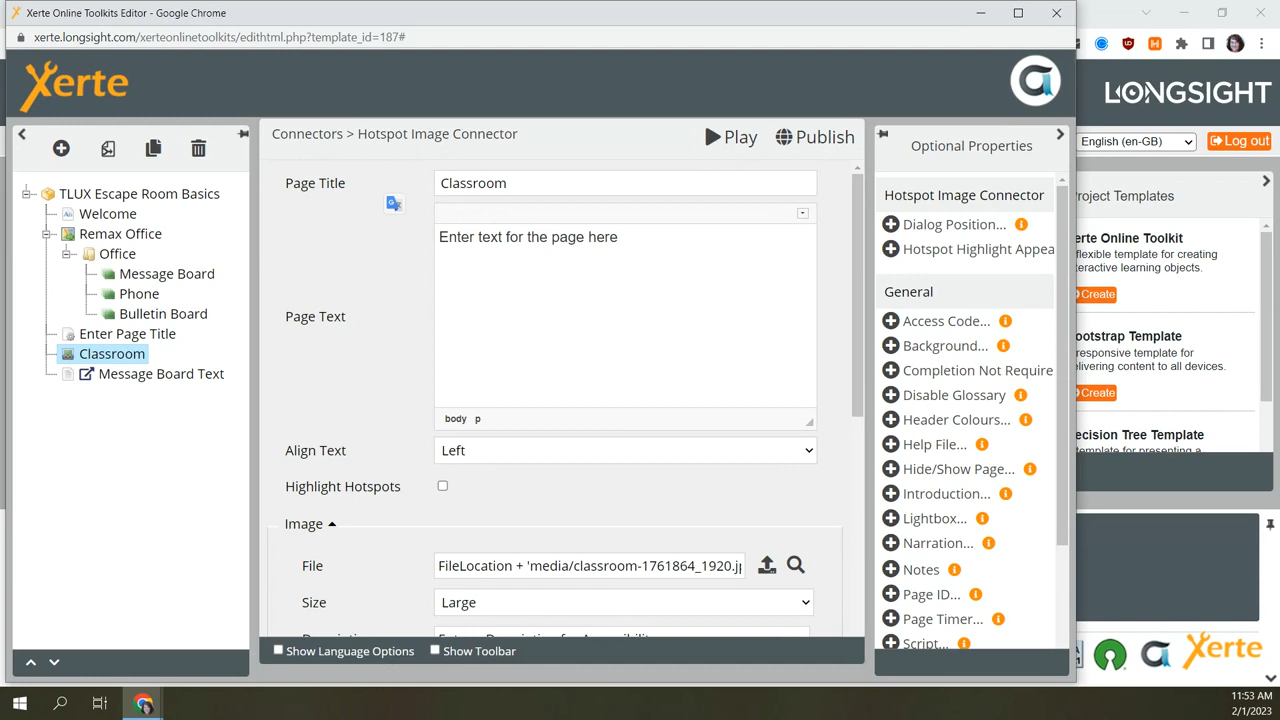 Xerte Online Toolkits Editor - Google Chrome
xerte.longsight.com/xerteonlinetoolkits/edithtml.php?template_id=187#
Xerte
LONGSIGHT
English (en-GB)
Log out
TLUX Escape Room Basics
Welcome
Remax Office
Office
Message Board
Phone
Bulletin Board
Enter Page Title
Classroom
Message Board Text
Connectors > Hotspot Image Connector
Play
Publish
Page Title
Classroom
Enter text for the page here
Page Text
body p
Align Text
Left
Highlight Hotspots
Image
File
FileLocation + 'media/classroom-1761864_1920.j
Size
Large
Show Language Options
Show Toolbar
Optional Properties
Hotspot Image Connector
Dialog Position...
Hotspot Highlight Appea
General
Access Code...
Background...
Completion Not Require
Disable Glossary
Header Colours...
Help File...
Hide/Show Page...
Introduction...
Lightbox...
Narration...
Notes
Page ID...
Page Timer...
Script...
Project Templates
erte Online Toolkit
flexible template for creating
teractive learning objects.
Create
ootstrap Template
responsive template for
elivering content to all devices.
Create
ecision Tree Template
template for presenting a
Xerte
11:53 AM
2/1/2023